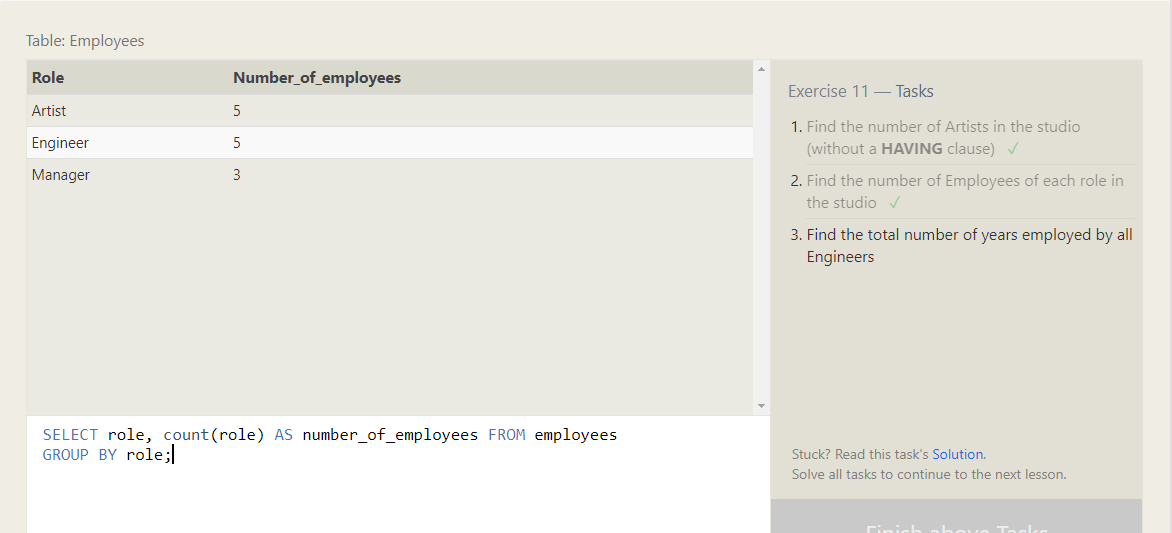 Table: Employees
Role Number_of_employees
Artist 5
Engineer 5
Manager 3
SELECT role, count(role) AS number_of_employees FROM employees
GROUP BY role;
Exercise 11 — Tasks
1. Find the number of Artists in the studio
(without a HAVING clause) ✓
2. Find the number of Employees of each role in
the studio ✓
3. Find the total number of years employed by all
Engineers
Stuck? Read this task's Solution.
Solve all tasks to continue to the next lesson.
Finish above Tasks